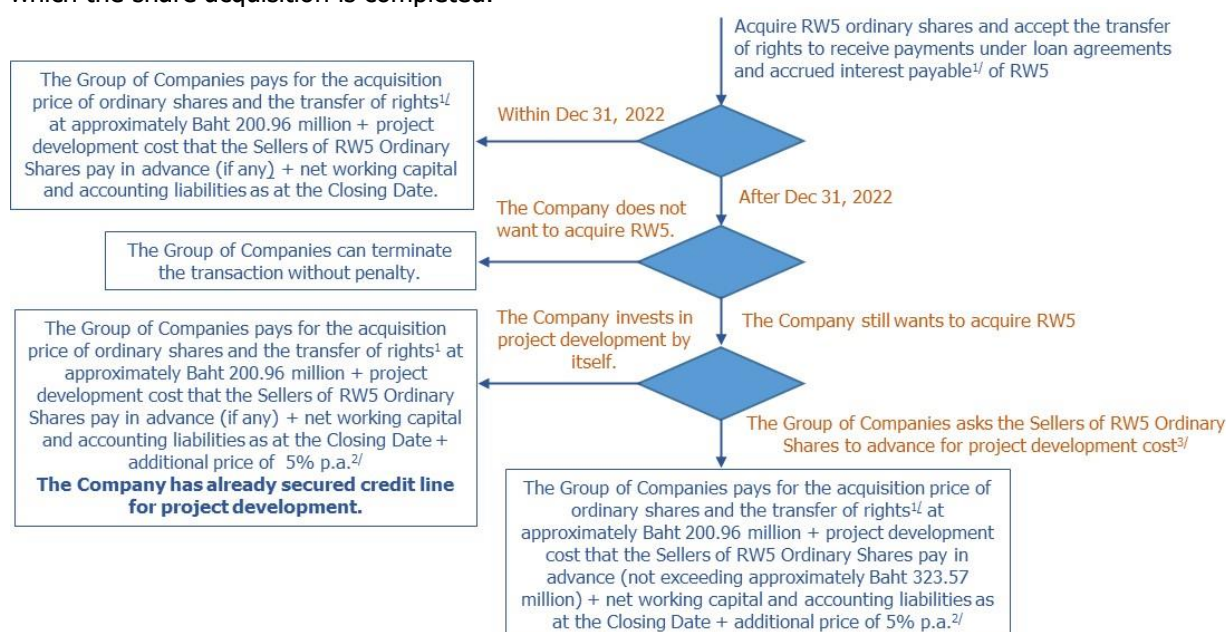 which the share acquisition is completed.
Acquire RW5 ordinary shares and accept the transfer
of rights to receive payments under loan agreements
and accrued interest payable1/ of RW5
The Group of Companies pays for the acquisition
price of ordinary shares and the transfer of rights1/
at approximately Baht 200.96 million + project
development cost that the Sellers of RW5 Ordinary
Shares pay in advance (if any) + net working capital
and accounting liabilities as at the Closing Date.
Within Dec 31, 2022
After Dec 31, 2022
The Company does not
want to acquire RW5.
The Group of Companies can terminate
the transaction without penalty.
The Company still wants to acquire RW5
The Company invests in
project development by
itself.
The Group of Companies pays for the acquisition
price of ordinary shares and the transfer of rights1 at
approximately Baht 200.96 million + project
development cost that the Sellers of RW5 Ordinary
Shares pay in advance (if any) + net working capital
and accounting liabilities as at the Closing Date +
additional price of 5% p.a.2/
The Company has already secured credit line
for project development.
The Group of Companies asks the Sellers of RW5 Ordinary
Shares to advance for project development cost3/
The Group of Companies pays for the acquisition price of
ordinary shares and the transfer of rights1/ at
approximately Baht 200.96 million + project development
cost that the Sellers of RW5 Ordinary Shares pay in
advance (not exceeding approximately Baht 323.57
million) + net working capital and accounting liabilities as
at the Closing Date + additional price of 5% p.a.2/